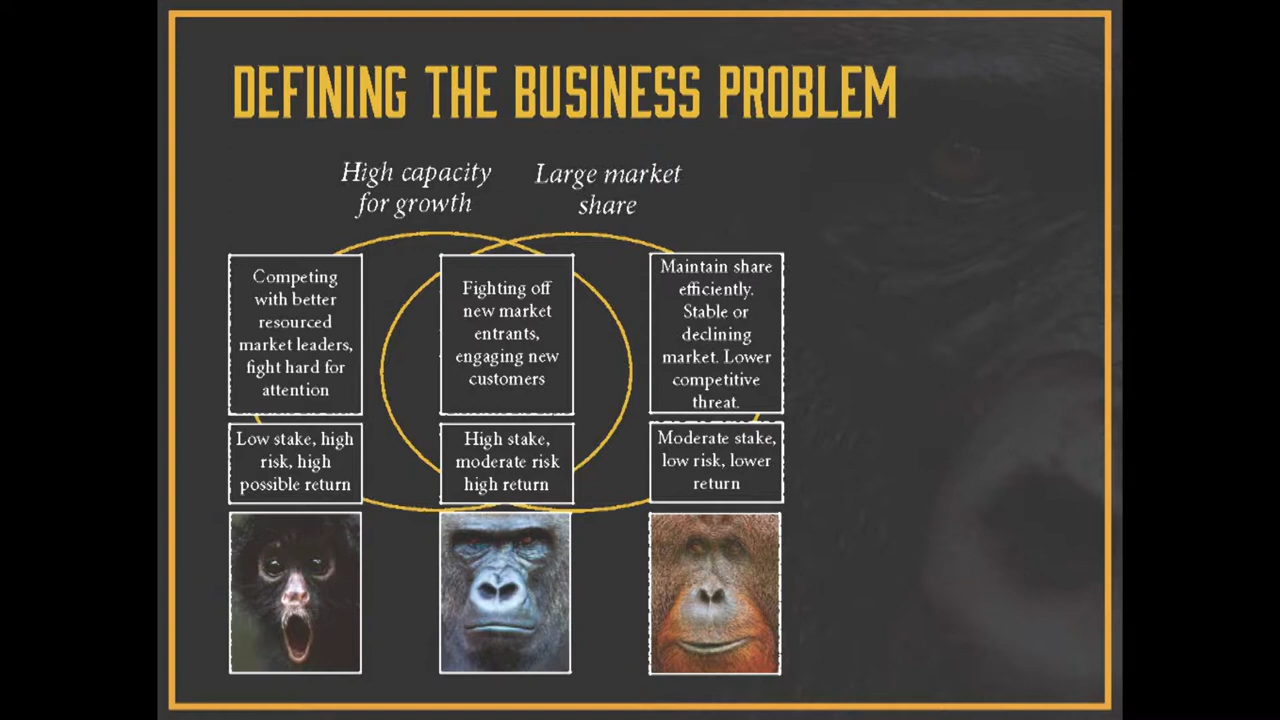 DEFINING THE BUSINESS PROBLEM
High capacity
for growth
Large market
share
Competing
with better
resourced
market leaders,
fight hard for
attention
Fighting off
new market
entrants,
engaging new
customers
Maintain share
efficiently.
Stable or
declining
market. Lower
competitive
threat.
Low stake, high
risk, high
possible return
High stake,
moderate risk
high return
Moderate stake,
low risk, lower
return